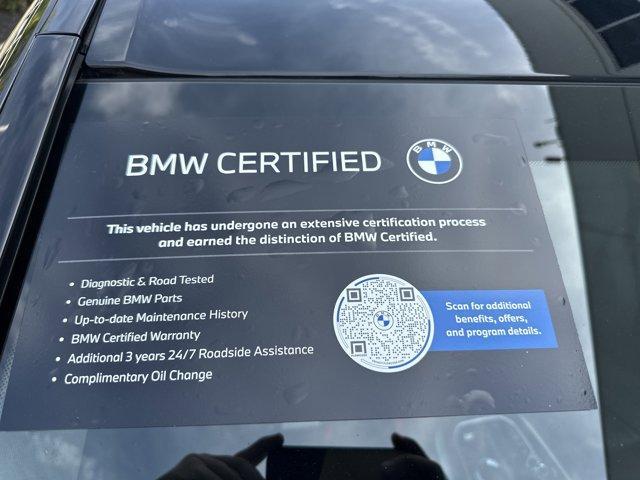 BMW CERTIFIED
BMW
This vehicle has undergone an extensive certification process
and earned the distinction of BMW Certified.
• Diagnostic & Road Tested
• Genuine BMW Parts
• Up-to-date Maintenance History
• BMW Certified Warranty
• Additional 3 years 24/7 Roadside Assistance
• Complimentary Oil Change
Scan for additional
benefits, offers,
and program details.